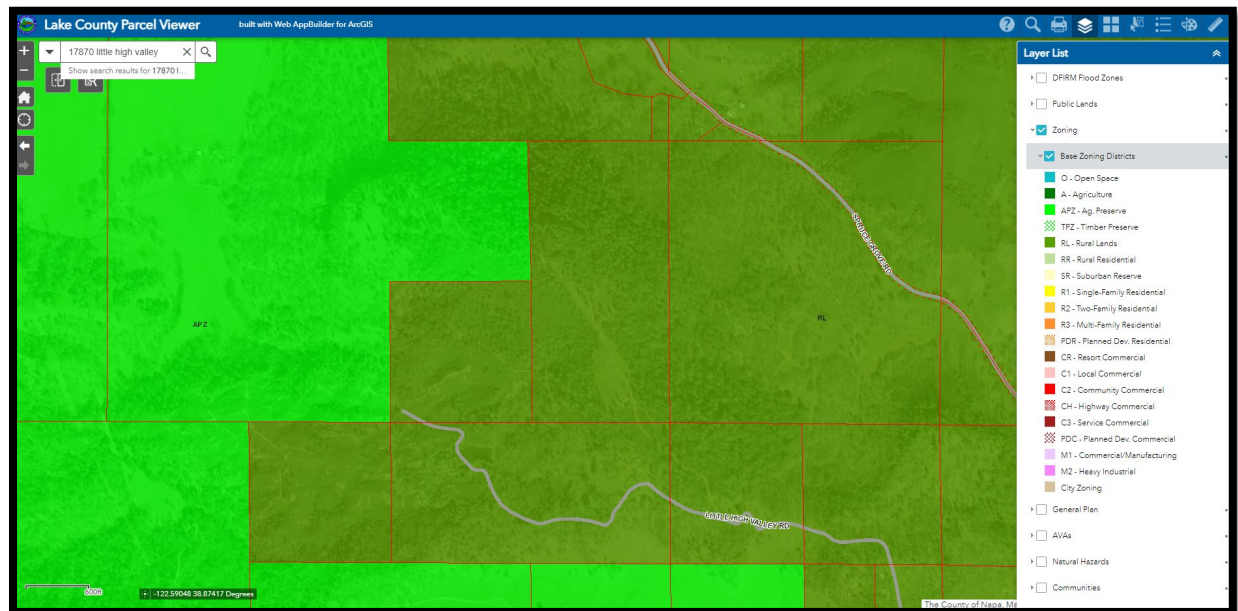 Lake County Parcel Viewer
built with Web AppBuilder for ArcGIS
17870 little high valley
Show search results for 17870 l...
Layer List
DFIRM Flood Zones
Public Lands
Zoning
Base Zoning Districts
O - Open Space
A - Agriculture
APZ - Ag. Preserve
TPZ - Timber Preserve
RL - Rural Lands
RR - Rural Residential
SR - Suburban Reserve
R1 - Single-Family Residential
R2 - Two-Family Residential
R3 - Multi-Family Residential
PDR - Planned Dev. Residential
CR - Resort Commercial
C1 - Local Commercial
C2 - Community Commercial
CH - Highway Commercial
C3 - Service Commercial
PDC - Planned Dev. Commercial
M1 - Commercial/Manufacturing
M2 - Heavy Industrial
City Zoning
General Plan
AVAs
Natural Hazards
Communities
SPRUCE GROVE RD
APZ
RL
LITTLE HIGH VALLEY RD
600ft
-122.59048 38.87417 Degrees
The County of Napa, Ma